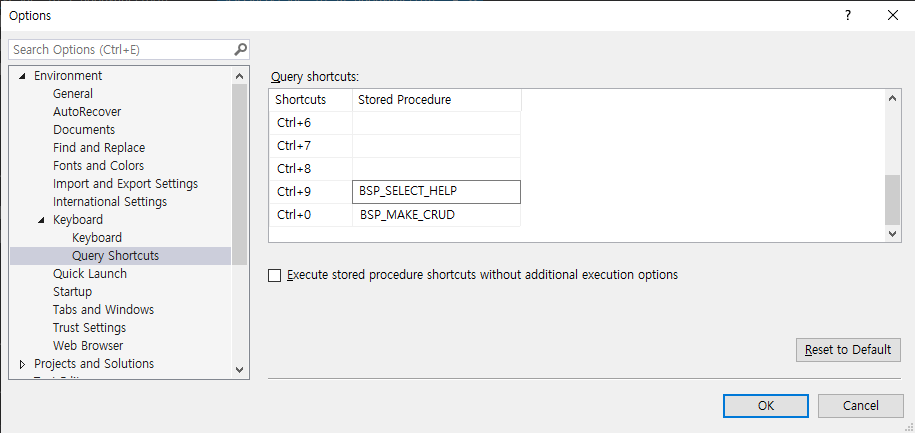 Options
?
Search Options (Ctrl+E)
Environment
General
AutoRecover
Documents
Find and Replace
Fonts and Colors
Import and Export Settings
International Settings
Keyboard
Keyboard
Query Shortcuts
Quick Launch
Startup
Tabs and Windows
Trust Settings
Web Browser
Projects and Solutions
Query shortcuts:
Shortcuts Stored Procedure
Ctrl+6
Ctrl+7
Ctrl+8
Ctrl+9 BSP_SELECT_HELP
Ctrl+0 BSP_MAKE_CRUD
Execute stored procedure shortcuts without additional execution options
Reset to Default
OK Cancel